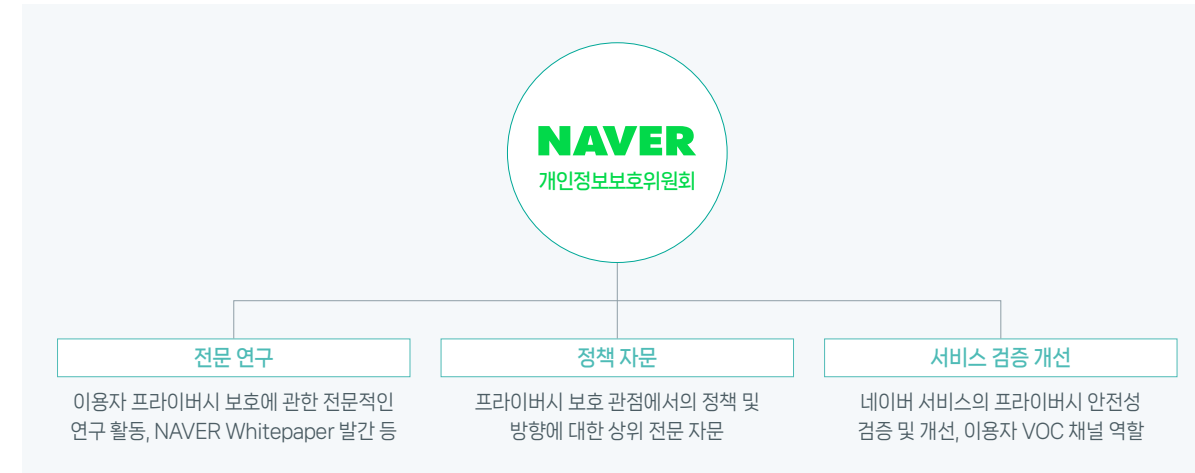 NAVER
개인정보보호위원회
전문 연구
이용자 프라이버시 보호에 관한 전문적인
연구 활동, NAVER Whitepaper 발간 등
정책 자문
프라이버시 보호 관점에서의 정책 및
방향에 대한 상위 전문 자문
서비스 검증 개선
네이버 서비스의 프라이버시 안전성
검증 및 개선, 이용자 VOC 채널 역할